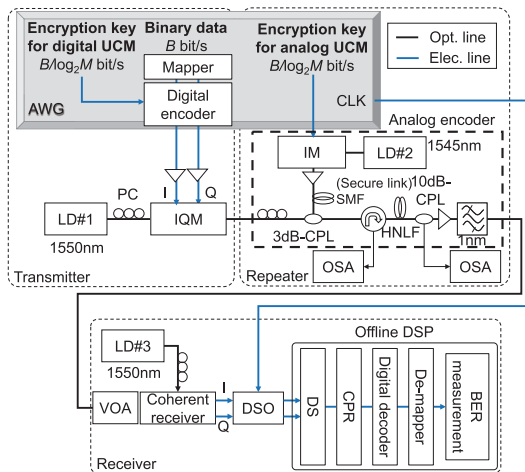 Encryption key
for digital UCM
B/log2M bit/s
Binary data
B bit/s
Mapper
Digital
encoder
Encryption key
for analog UCM
B/log2M bit/s
AWG
CLK
Opt. line
Elec. line
Analog encoder
IM
LD#2
1545nm
(Secure link)
SMF
10dB-
CPL
PC
I
Q
LD#1
1550nm
IQM
3dB-CPL
HNLF
1nm
OSA
OSA
Transmitter
Repeater
LD#3
1550nm
Offline DSP
VOA
Coherent
receiver
I
Q
DSO
DS
CPR
Digital decoder
De-mapper
BER
measurement
Receiver